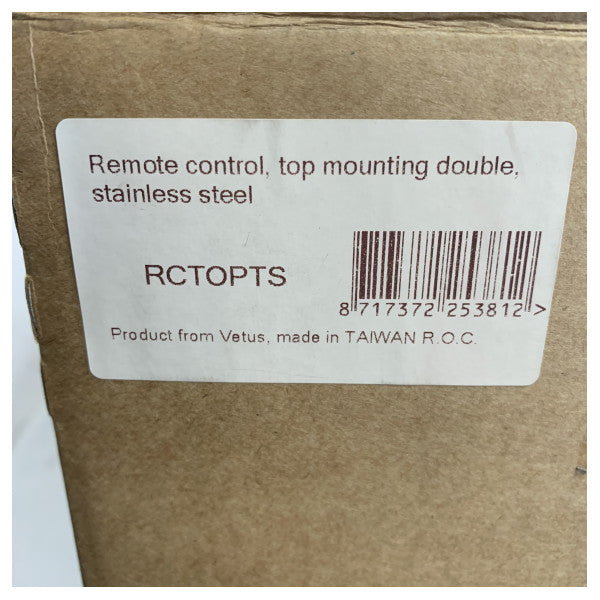 Remote control, top mounting double,
stainless steel
RCTOPTS
8 717372 253812 >
Product from Vetus, made in TAIWAN R.O.C.